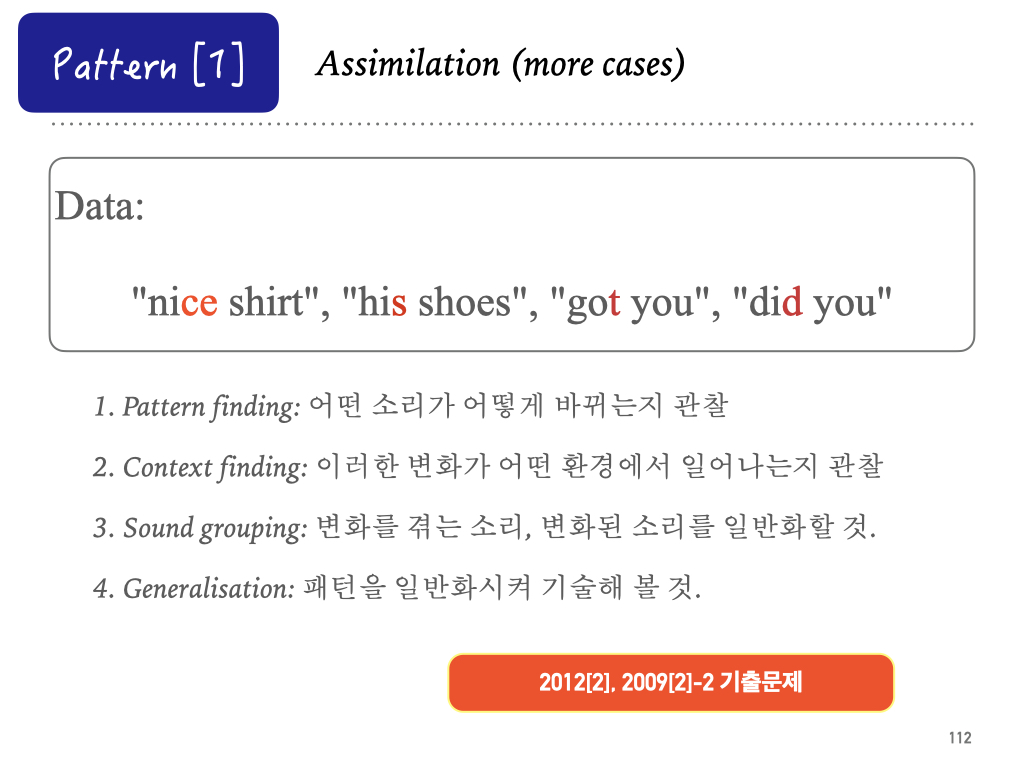 Pattern [1]
Assimilation (more cases)
Data:
"nice shirt", "his shoes", "got you", "did you"
1. Pattern finding: 어떤 소리가 어떻게 바뀌는지 관찰
2. Context finding: 이러한 변화가 어떤 환경에서 일어나는지 관찰
3. Sound grouping: 변화를 겪는 소리, 변화된 소리를 일반화할 것.
4. Generalisation: 패턴을 일반화시켜 기술해 볼 것.
2012[2], 2009[2]-2 기출문제
112